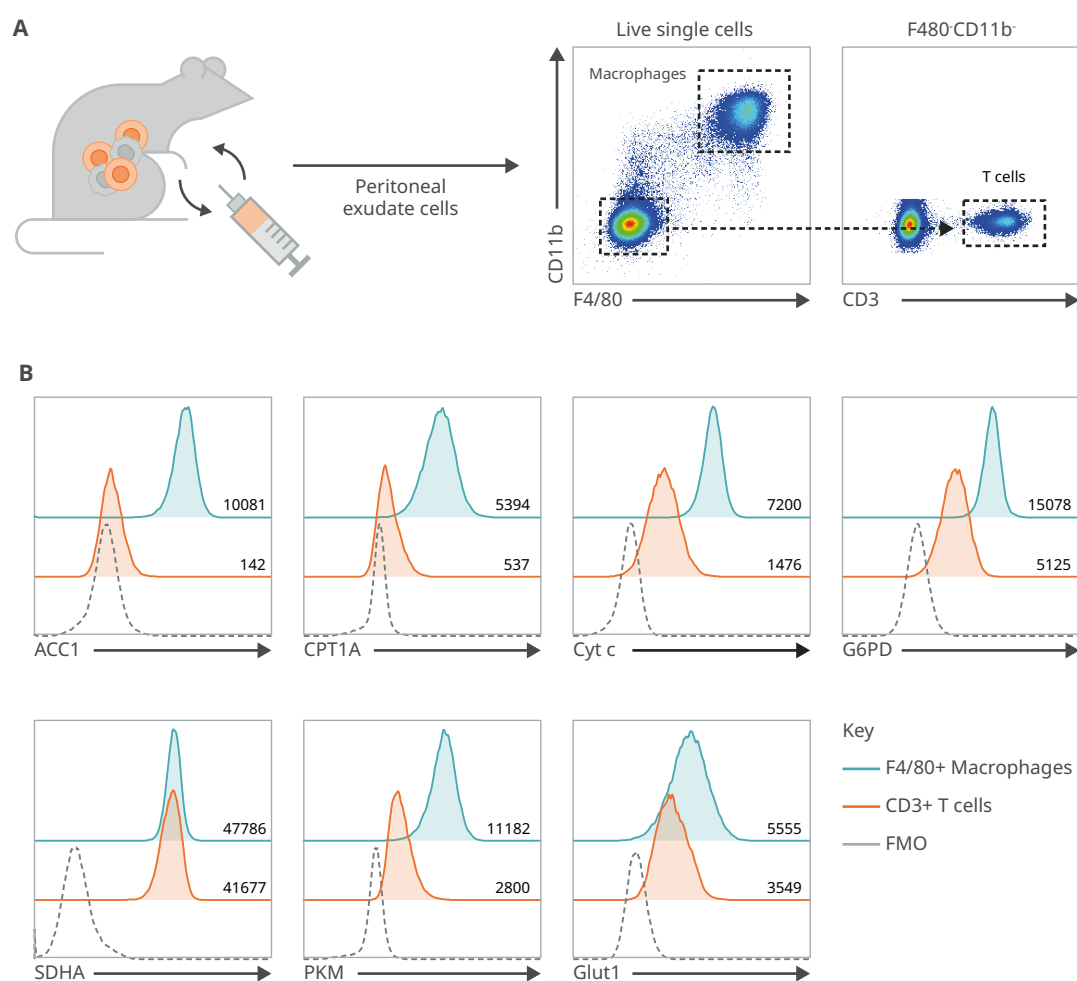 A
Live single cells
F480-CD11b-
Macrophages
T cells
Peritoneal
exudate cells
CD11b
F4/80
CD3
B
10081
142
ACC1
5394
537
CPT1A
7200
1476
Cyt c
15078
5125
G6PD
47786
41677
SDHA
11182
2800
PKM
5555
3549
Glut1
Key
F4/80+ Macrophages
CD3+ T cells
FMO